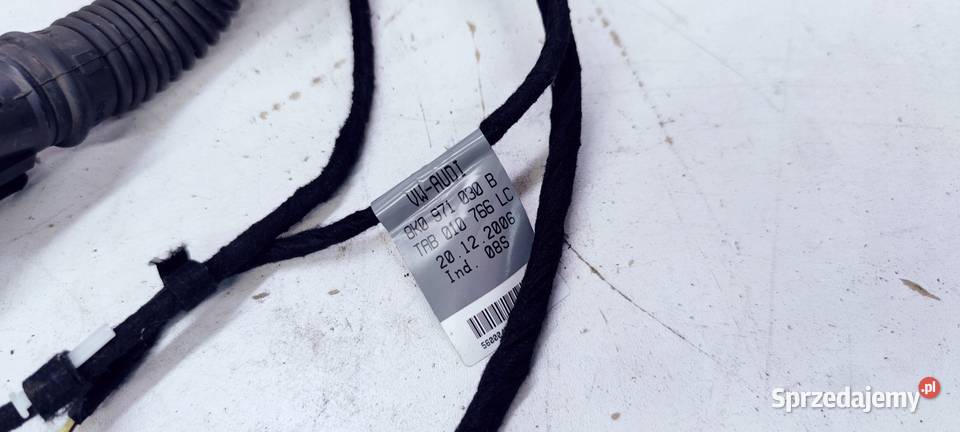 VW-AUDI
8K0 971 030 B
TAB 010 766 LC
20.12.2006
Ind. 08S
Sprzedajemy.pl